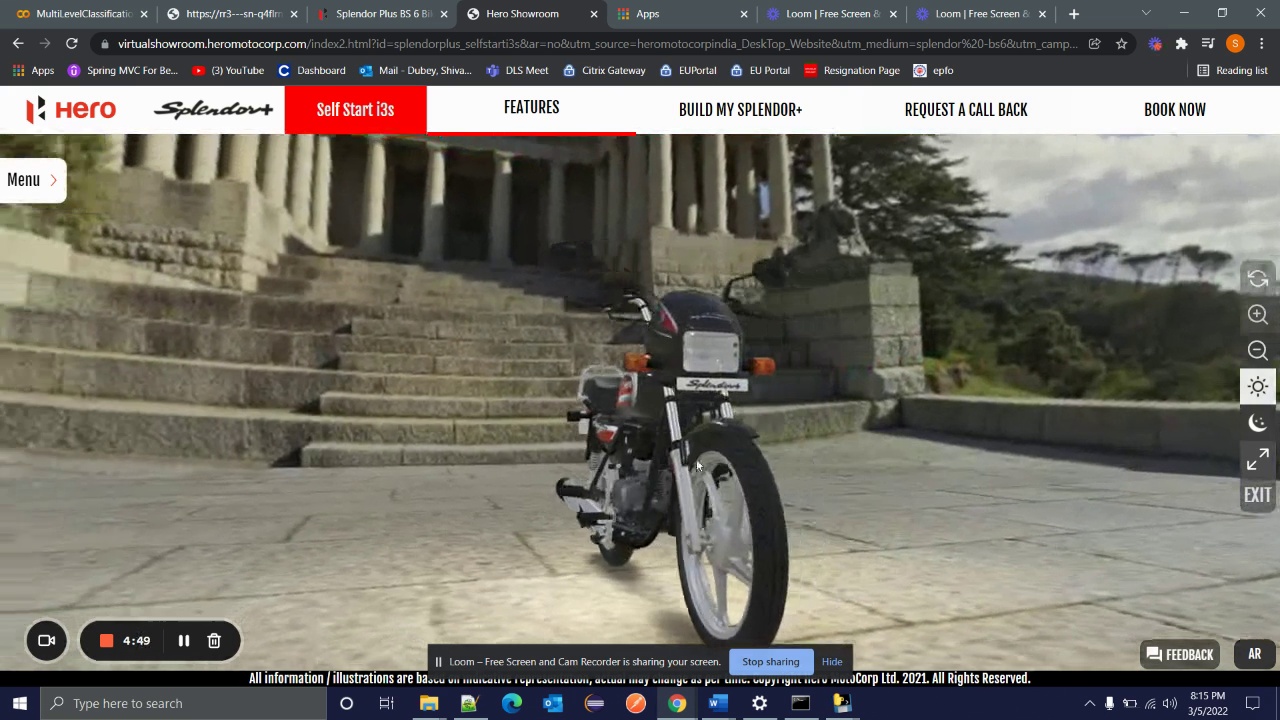 MultiLevelClassificatio
https://rr3---sn-q4flrn
Splendor Plus BS 6 Bik
Hero Showroom
Apps
Loom | Free Screen &
Loom | Free Screen &
virtualshowroom.heromotocorp.com/index2.html?id=splendorplus_selfstarti3s&at=no&utm_source=heromotocorpindia_DeskTop_Website&utm_medium=splendor%20-bs6&utm_camp...
S
Apps
Sping MVC For Be...
(3) YouTube
Dashboard
Mail - Dubey, Shiva...
DLS Meet
Citrix Gateway
EUPortal
EU Portal
Resignation Page
epfo
Reading list
Hero
Splendor+
Self Start i3s
FEATURES
BUILD MY SPLENDOR+
REQUEST A CALL BACK
BOOK NOW
Menu
Splendor+
EXIT
4:49
Loom – Free Screen and Cam Recorder is sharing your screen.
Stop sharing
Hide
FEEDBACK
AR
All information / illustrations are based on indicative representation, actual may change as per time. Copyright Hero MotoCorp Ltd. 2021. All Rights Reserved.
Type here to search
8:15 PM
3/5/2022